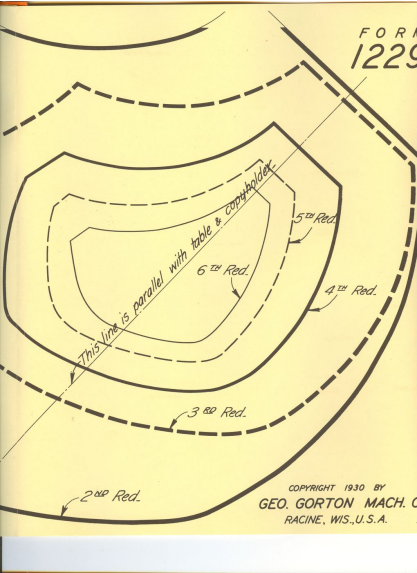 FOR
1229
This line is parallel with table & copyholder
5TH Red.
6TH Red.
4TH Red.
3RD Red.
2ND Red.
COPYRIGHT 1930 BY
GEO. GORTON MACH. C
RACINE, WIS., U.S.A.